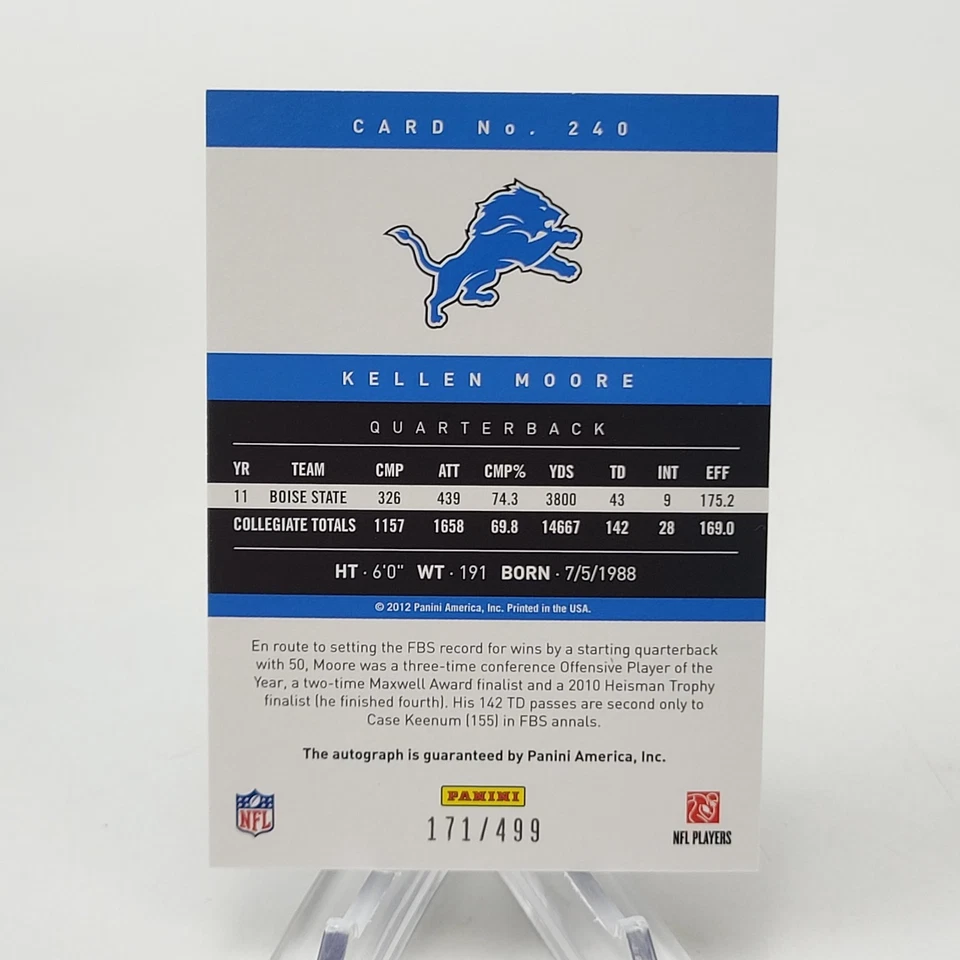 CARD No. 240
KELLEN MOORE
QUARTERBACK
YR TEAM CMP ATT CMP% YDS TD INT EFF
11 BOISE STATE 326 439 74.3 3800 43 9 175.2
COLLEGIATE TOTALS 1157 1658 69.8 14667 142 28 169.0
HT · 6'0" WT · 191 BORN · 7/5/1988
© 2012 Panini America, Inc. Printed in the USA.
En route to setting the FBS record for wins by a starting quarterback
with 50, Moore was a three-time conference Offensive Player of the
Year, a two-time Maxwell Award finalist and a 2010 Heisman Trophy
finalist (he finished fourth). His 142 TD passes are second only to
Case Keenum (155) in FBS annals.
The autograph is guaranteed by Panini America, Inc.
NFL
PANINI
171/499
NFL PLAYERS